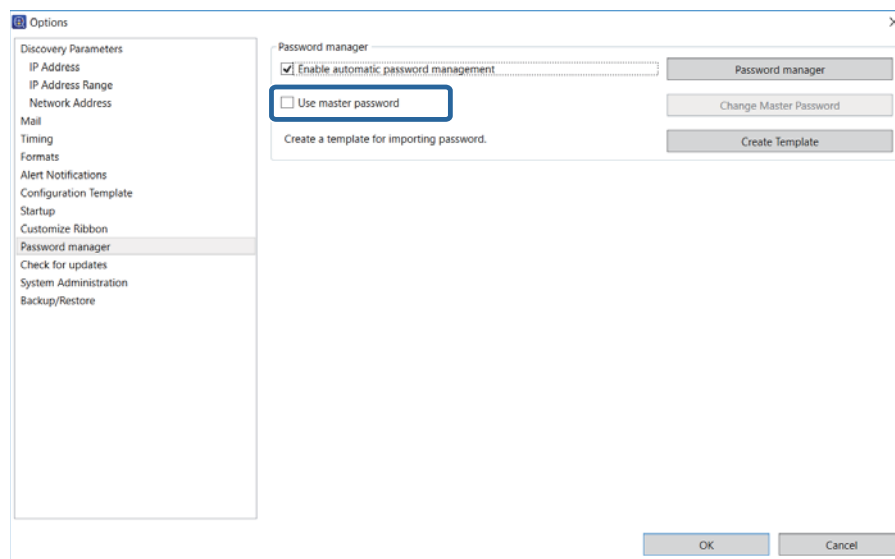 Options
Discovery Parameters
IP Address
IP Address Range
Network Address
Mail
Timing
Formats
Alert Notifications
Configuration Template
Startup
Customize Ribbon
Password manager
Check for updates
System Administration
Backup/Restore
Password manager
Enable automatic password management
Password manager
Use master password
Change Master Password
Create a template for importing password.
Create Template
OK
Cancel